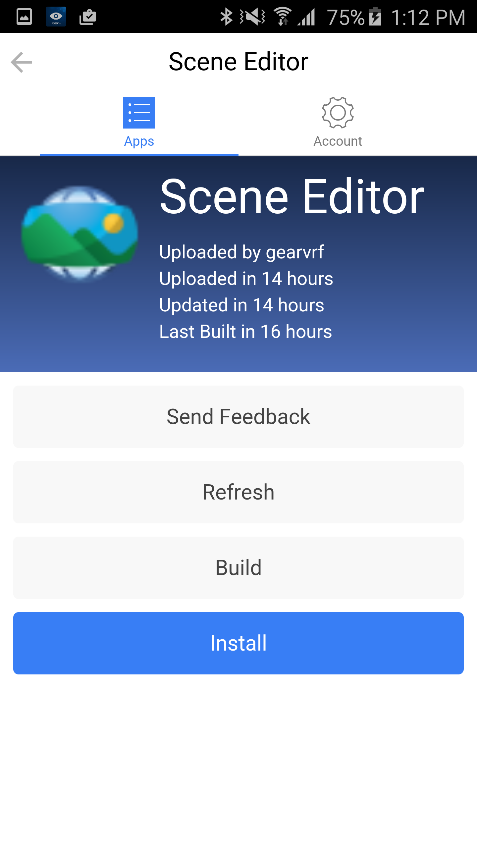 75% 1:12 PM
Scene Editor
Apps
Account
Scene Editor
Uploaded by gearvrf
Uploaded in 14 hours
Updated in 14 hours
Last Built in 16 hours
Send Feedback
Refresh
Build
Install